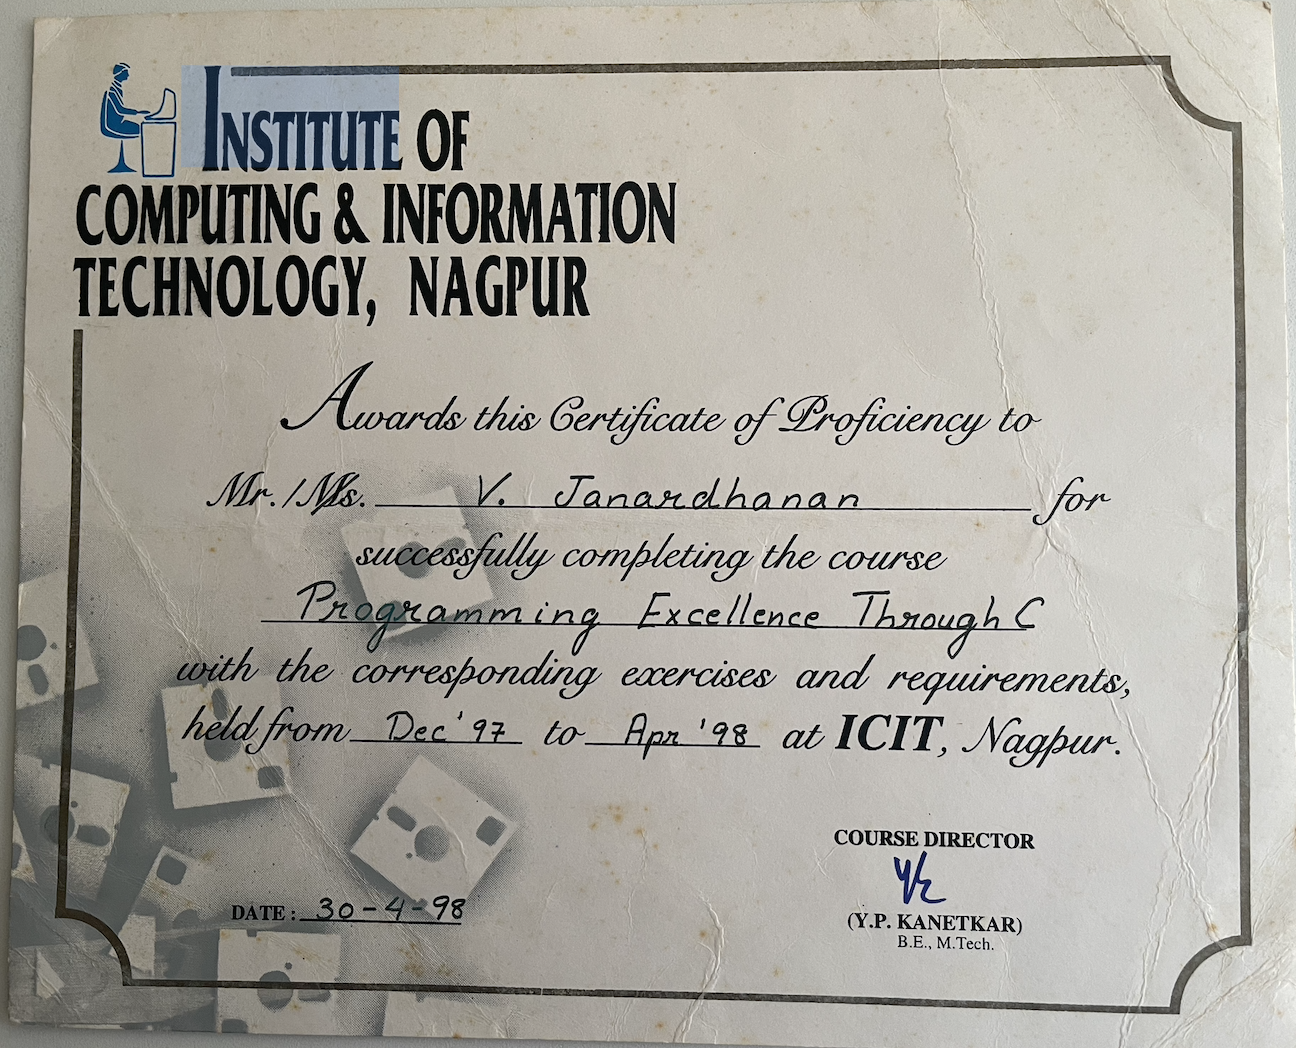 INSTITUTE OF
COMPUTING & INFORMATION
TECHNOLOGY, NAGPUR
Awards this Certificate of Proficiency to
Mr./Ms. V. Janardhanan for
successfully completing the course
Programming Excellence Through C
with the corresponding exercises and requirements,
held from Dec '97 to Apr '98 at ICIT, Nagpur.
COURSE DIRECTOR
YK
(Y.P. KANETKAR)
B.E., M.Tech.
DATE: 30-4-98